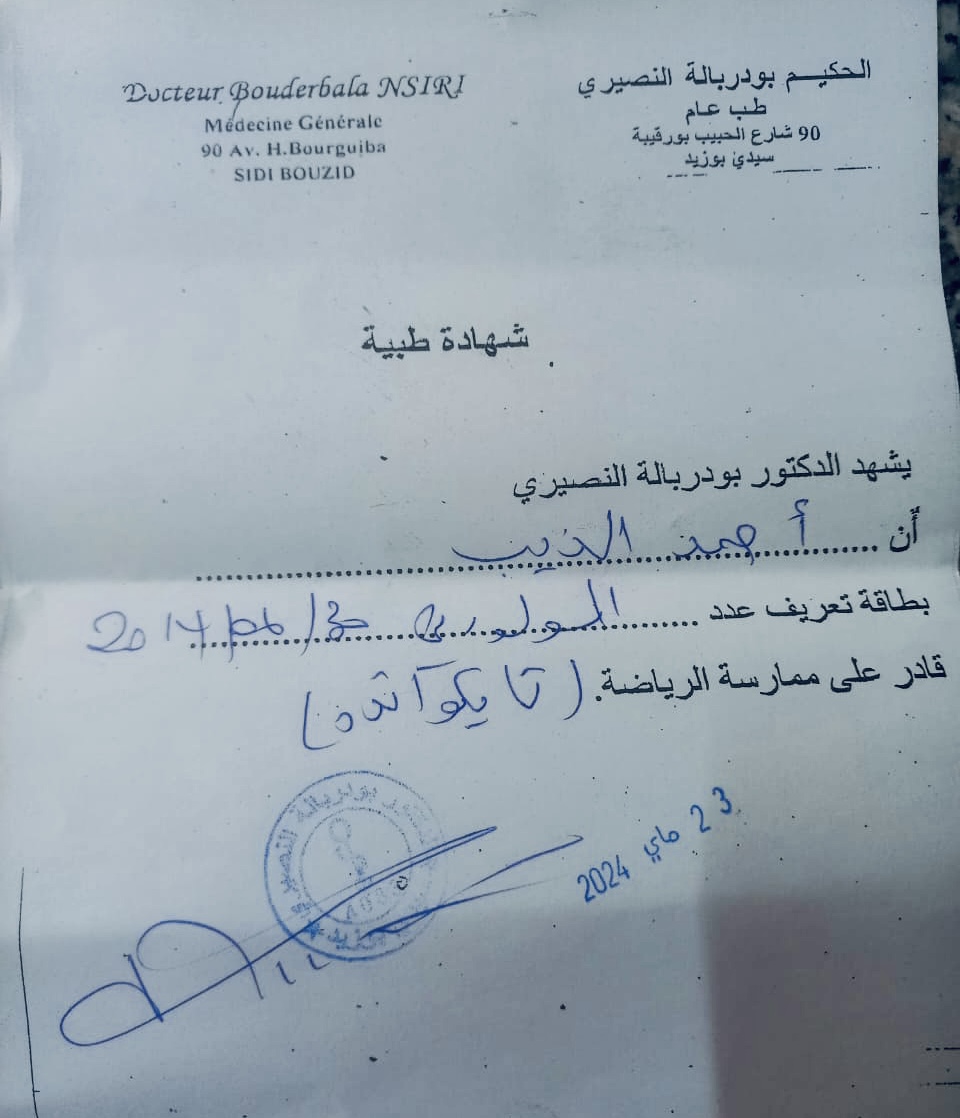 Docteur Bouderbala NSIRI
Médecine Générale
90 Av. H.Bourguiba
SIDI BOUZID
الحكيم بودربالة النصيري
طب عام
90 شارع الحبيب بورقيبة
سيدي بوزيد
شهادة طبية
يشهد الدكتور بودربالة النصيري
أن ........ أحمد الذيب ........
بطاقة تعريف عدد ........ المولود في
قادر على ممارسة الرياضة. (تايكواندو)
23 ماي 2024
بودربالة النصيري